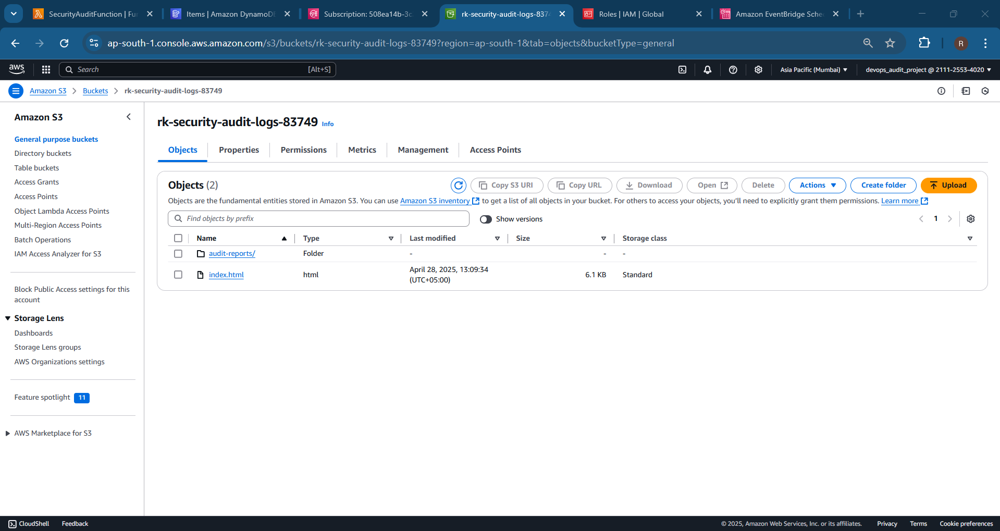 SecurityAuditFunction | Fun
Items | Amazon DynamoDB
Subscription: 508ea14b-3c
rk-security-audit-logs-8374
Roles | IAM | Global
Amazon EventBridge Sche
ap-south-1.console.aws.amazon.com/s3/buckets/rk-security-audit-logs-83749?region=ap-south-1&tab=objects&bucketType=general
R
aws
Search
[Alt+S]
Asia Pacific (Mumbai)
devops_audit_project @ 2111-2553-4020
Amazon S3
Buckets
rk-security-audit-logs-83749
Amazon S3
General purpose buckets
Directory buckets
Table buckets
Access Grants
Access Points
Object Lambda Access Points
Multi-Region Access Points
Batch Operations
IAM Access Analyzer for S3
Block Public Access settings for this
account
Storage Lens
Dashboards
Storage Lens groups
AWS Organizations settings
Feature spotlight 11
AWS Marketplace for S3
rk-security-audit-logs-83749 Info
Objects
Properties
Permissions
Metrics
Management
Access Points
Objects (2)
Copy S3 URI
Copy URL
Download
Open
Delete
Actions
Create folder
Upload
Objects are the fundamental entities stored in Amazon S3. You can use Amazon S3 inventory to get a list of all objects in your bucket. For others to access your objects, you'll need to explicitly grant them permissions. Learn more
Find objects by prefix
Show versions
1
Name Type Last modified Size Storage class
audit-reports/ Folder - - -
index.html html April 28, 2025, 13:09:34 6.1 KB Standard
(UTC+05:00)
CloudShell
Feedback
© 2025, Amazon Web Services, Inc. or its affiliates.
Privacy
Terms
Cookie preferences